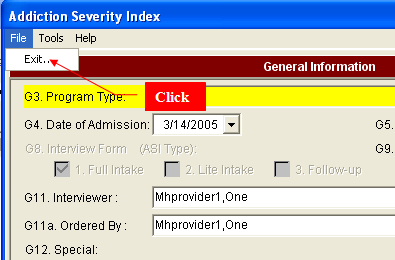 Addiction Severity Index
File Tools Help
Exit...
General Information
G3. Program Type:
Click
G4. Date of Admission: 3/14/2005 G5.
G8. Interview Form (ASI Type): G9.
1. Full Intake 2. Lite Intake 3. Follow-up
G11. Interviewer : Mhprovider1,One
G11a. Ordered By : Mhprovider1,One
G12. Special: